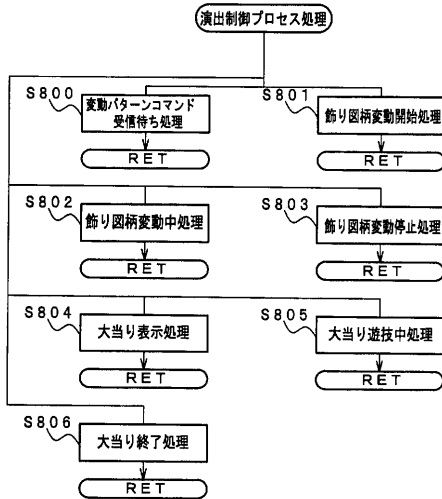 演出制御プロセス処理
S800
変動パターンコマンド
受信待ち処理
RET
S801
飾り図柄変動開始処理
RET
S802
飾り図柄変動中処理
RET
S803
飾り図柄変動停止処理
RET
S804
大当り表示処理
RET
S805
大当り遊技中処理
RET
S806
大当り終了処理
RET